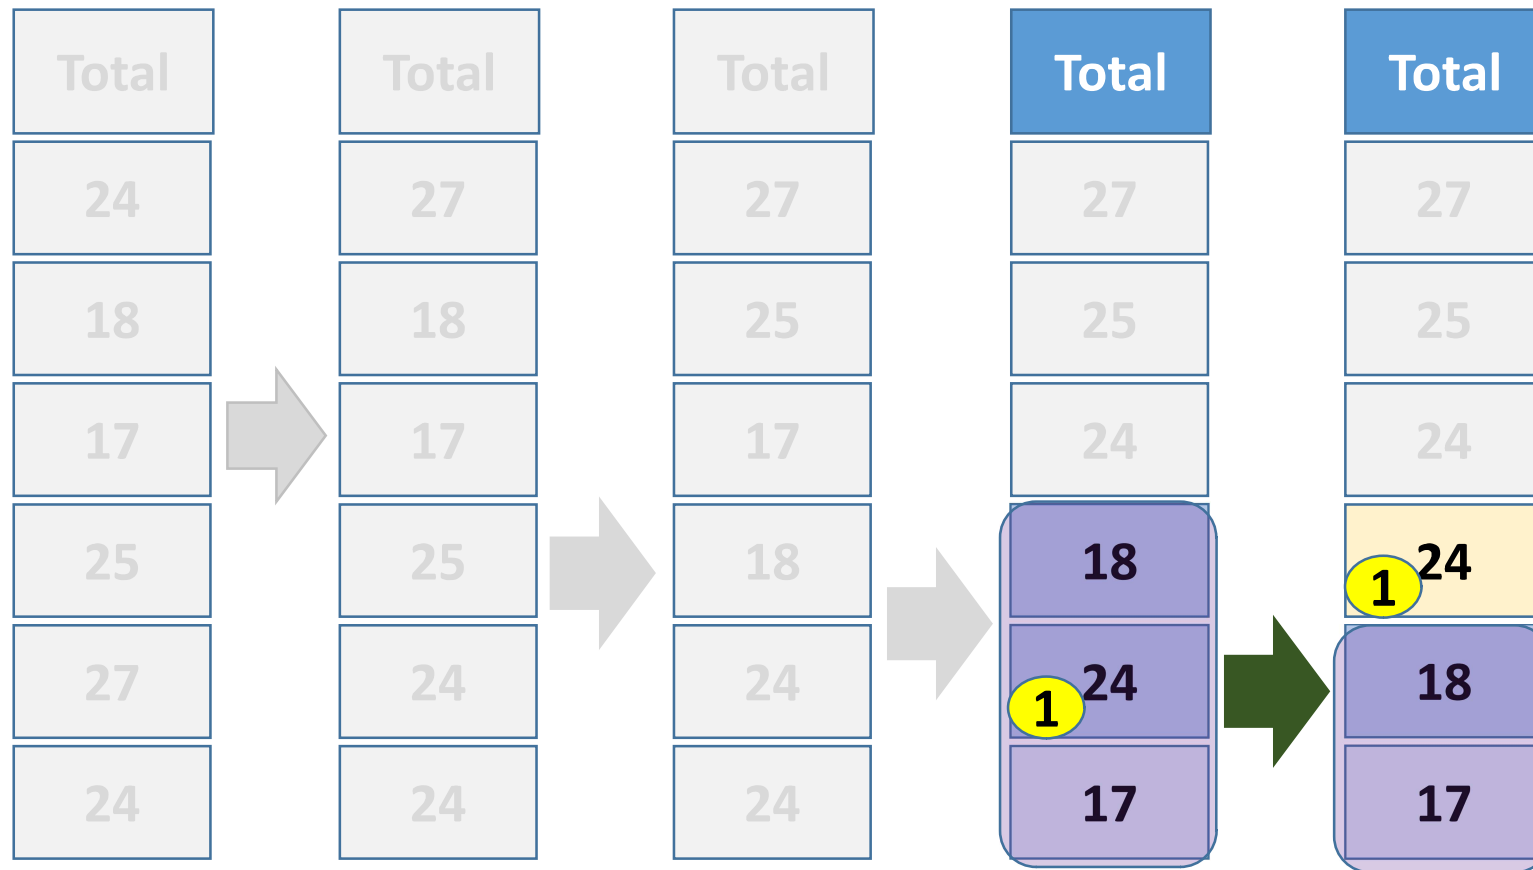 Total Total Total Total Total
24 27 27 27 27
18 18 25 25 25
17 17 17 24 24
25 25 18 18 24
1
27 24 24 24 18
1
24 24 24 17 17